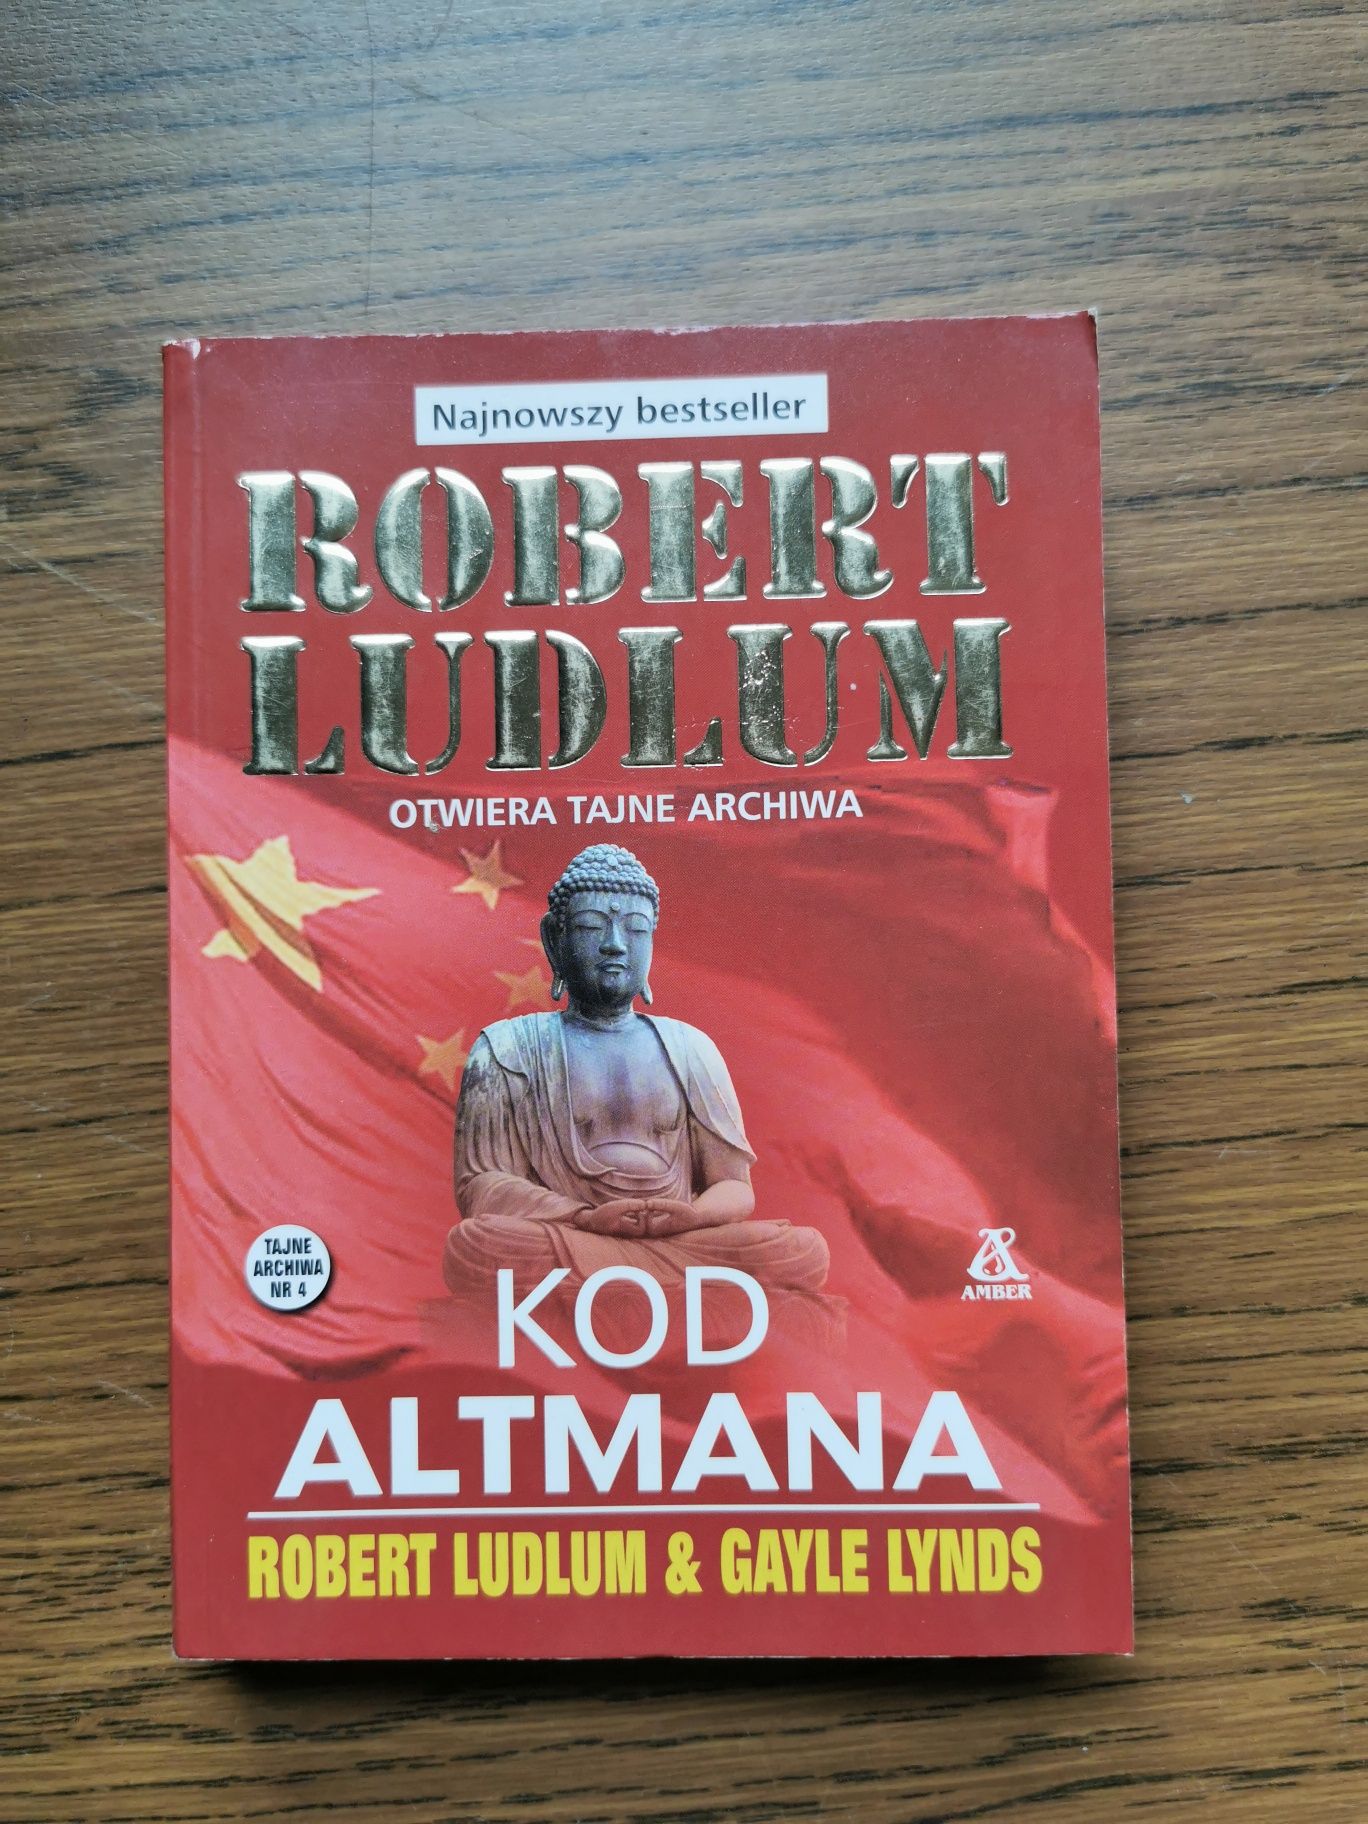 Najnowszy bestseller
ROBERT
LUDLUM
OTWIERA TAJNE ARCHIWA
TAJNE
ARCHIWA
NR 4
AMBER
KOD
ALTMANA
ROBERT LUDLUM & GAYLE LYNDS